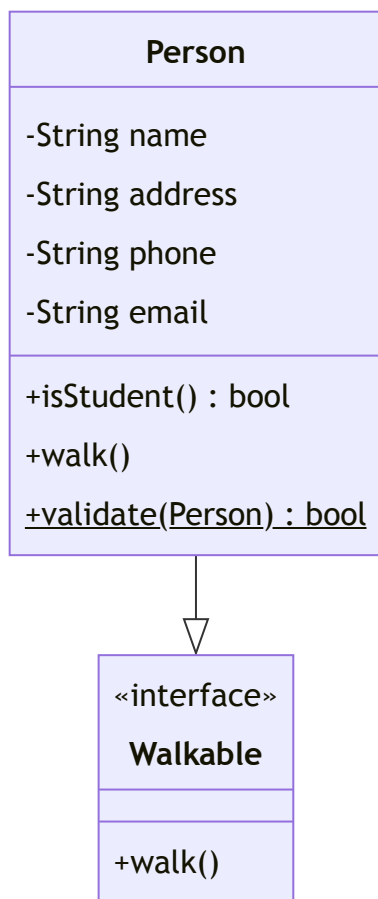 Person
-String name
-String address
-String phone
-String email
+isStudent() : bool
+walk()
+validate(Person) : bool
«interface»
Walkable
+walk()